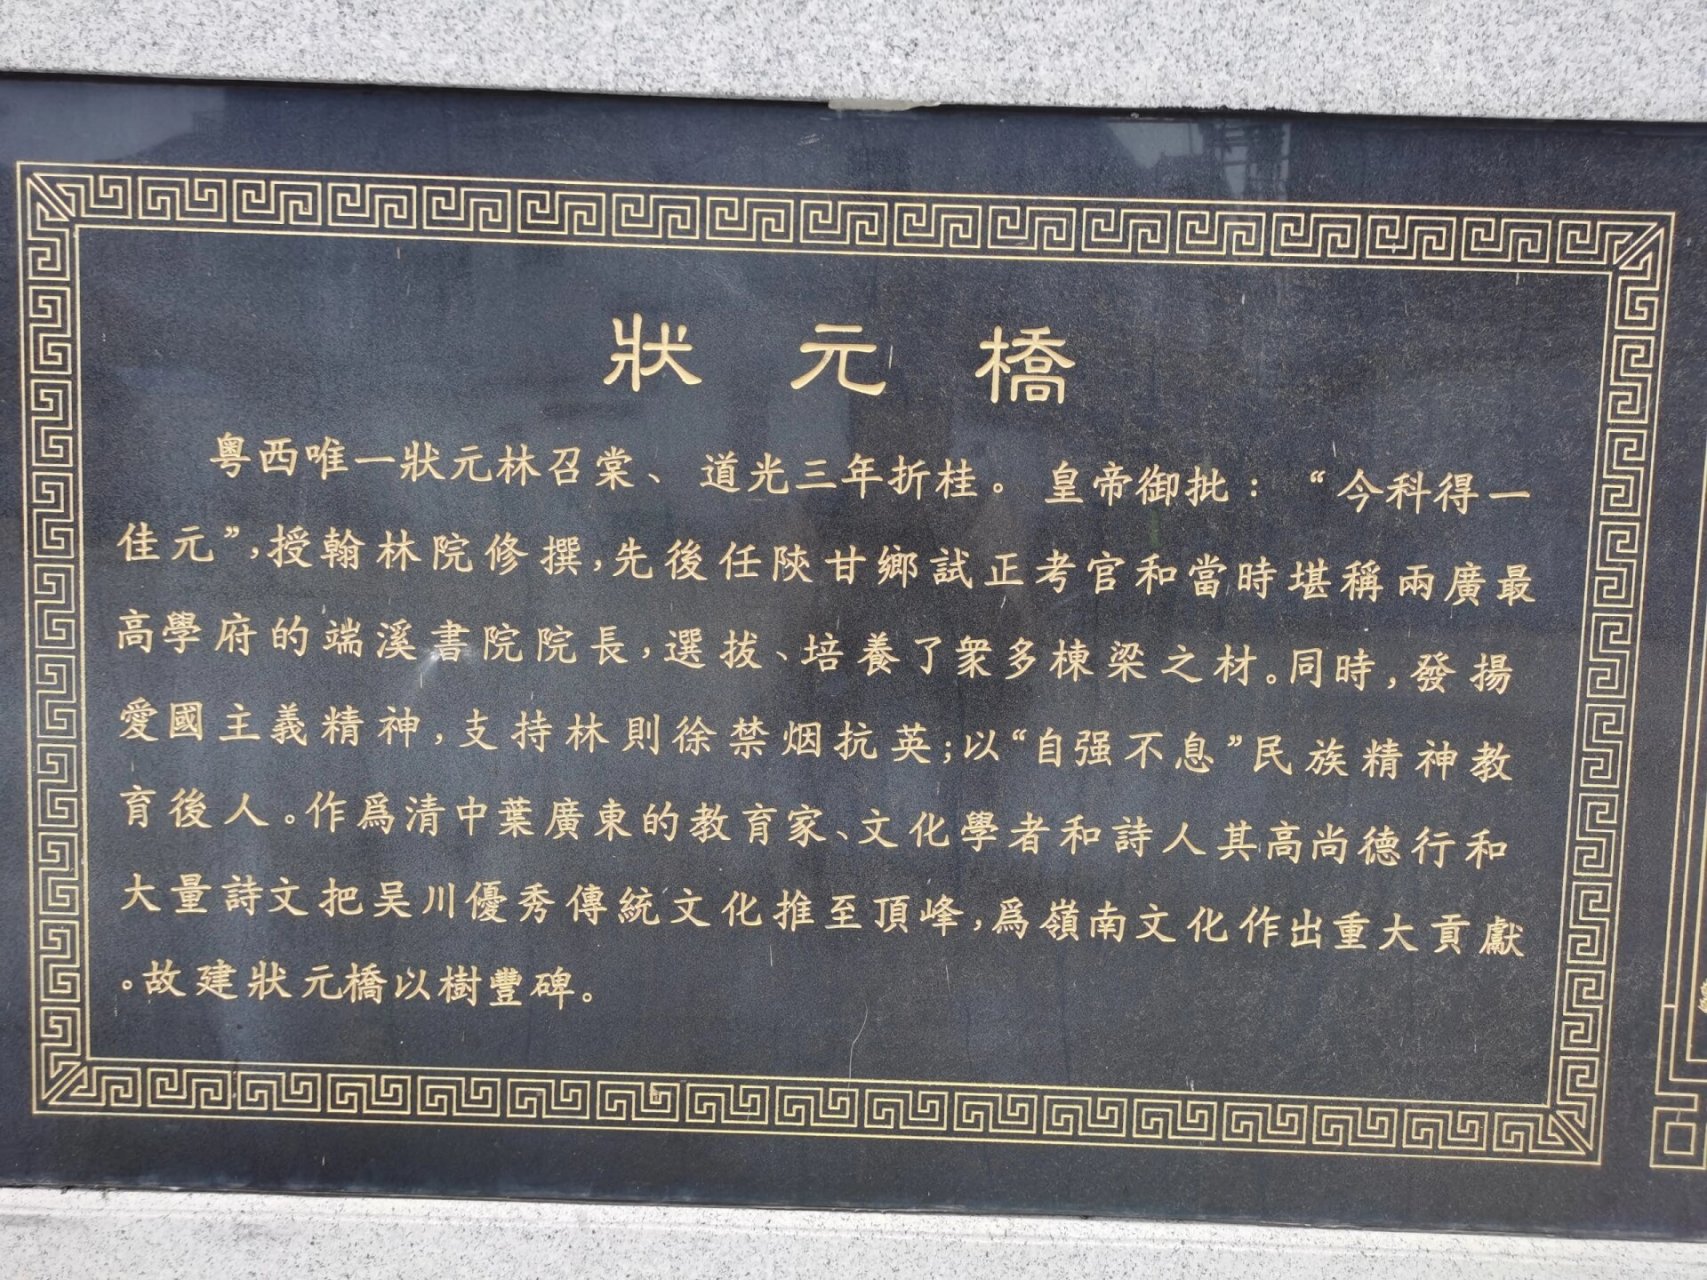 狀元橋
粤西唯一狀元林召棠、道光三年折桂。皇帝御批：“今科得一
佳元”，授翰林院修撰，先後任陝甘鄉試正考官和當時堪稱兩廣最
高學府的端溪書院院長，選拔、培養了衆多棟梁之材。同時，發揚
愛國主義精神，支持林則徐禁烟抗英；以“自强不息”民族精神教
育後人。作爲清中葉廣東的教育家、文化學者和詩人其高尚德行和
大量詩文把吴川優秀傳統文化推至頂峰，爲嶺南文化作出重大貢獻
。故建狀元橋以樹豐碑。